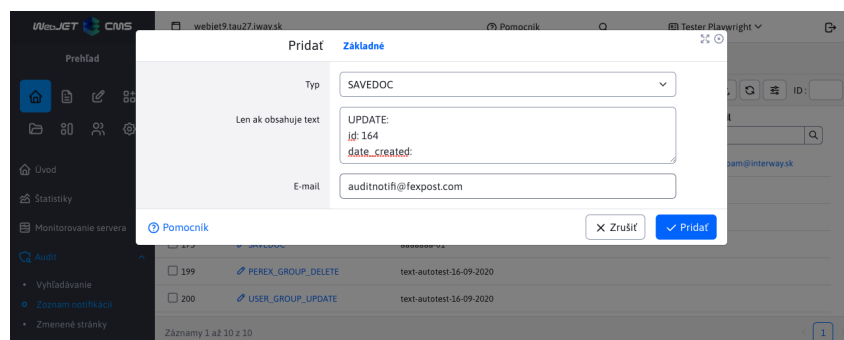 WebJET CMS
webjet9.tau27.iway.sk
Pomocník
Tester Playwright
Prehľad
Pridať
Základné
Typ
SAVEDOC
ID:
Len ak obsahuje text
UPDATE:
id: 164
date_created:
pam@interway.sk
E-mail
auditnotifi@fexpost.com
Úvod
Štatistiky
Monitorovanie servera
Pomocník
Zrušiť
Pridať
Audit
199
PEREX_GROUP_DELETE
text-autotest-16-09-2020
Vyhľadávanie
200
USER_GROUP_UPDATE
text-autotest-16-09-2020
Zoznam notifikácií
Zmenené stránky
Záznamy 1 až 10 z 10
1